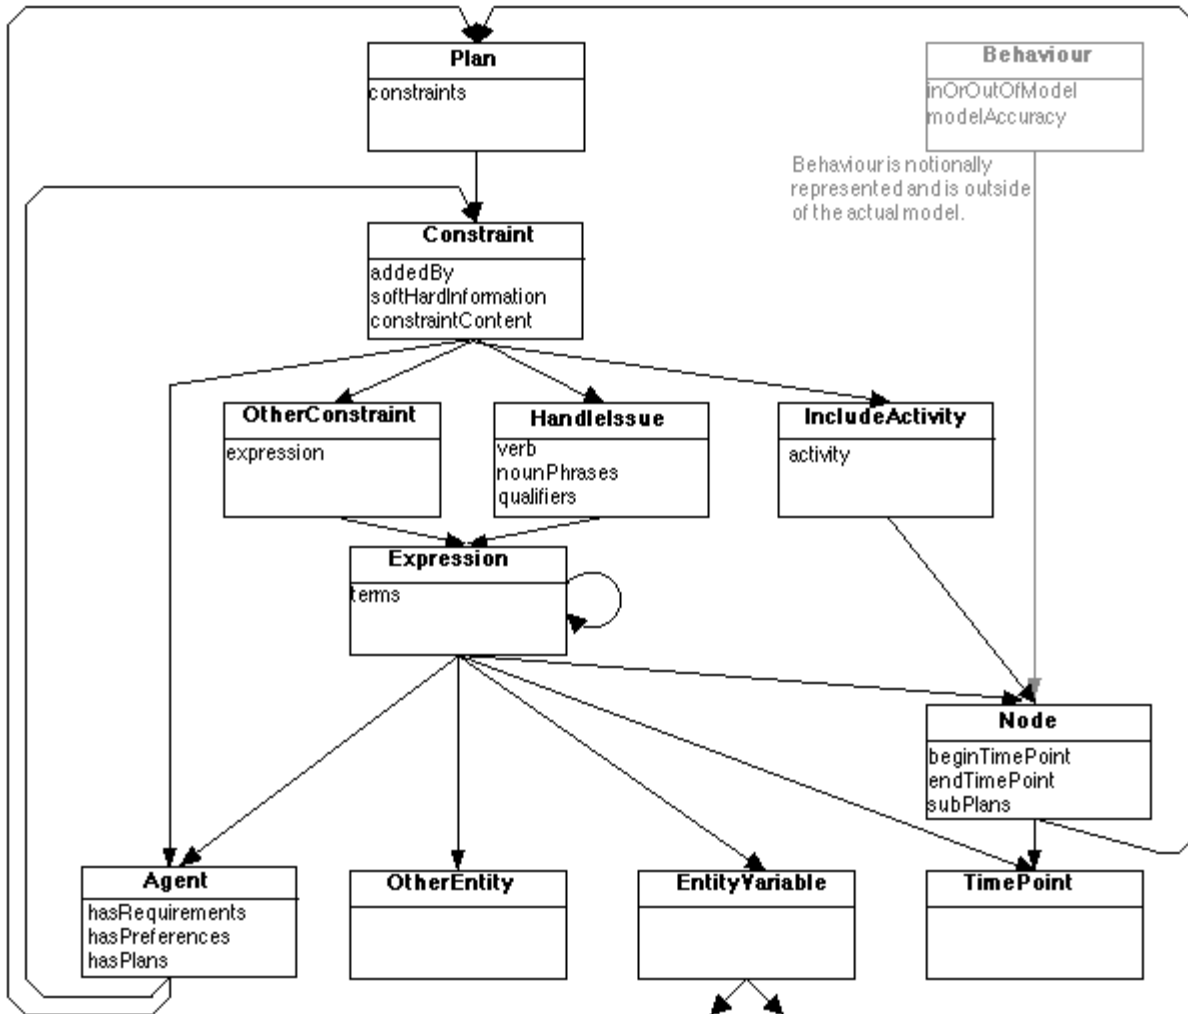 Plan
constraints
Behaviour
inOrOutOfModel
modelAccuracy
Behaviour is notionally
represented and is outside
of the actual model.
Constraint
addedBy
softHardInformation
constraintContent
OtherConstraint
expression
HandleIssue
verb
nounPhrases
qualifiers
IncludeActivity
activity
Expression
terms
Node
beginTimePoint
endTimePoint
subPlans
Agent
hasRequirements
hasPreferences
hasPlans
OtherEntity
EntityVariable
TimePoint